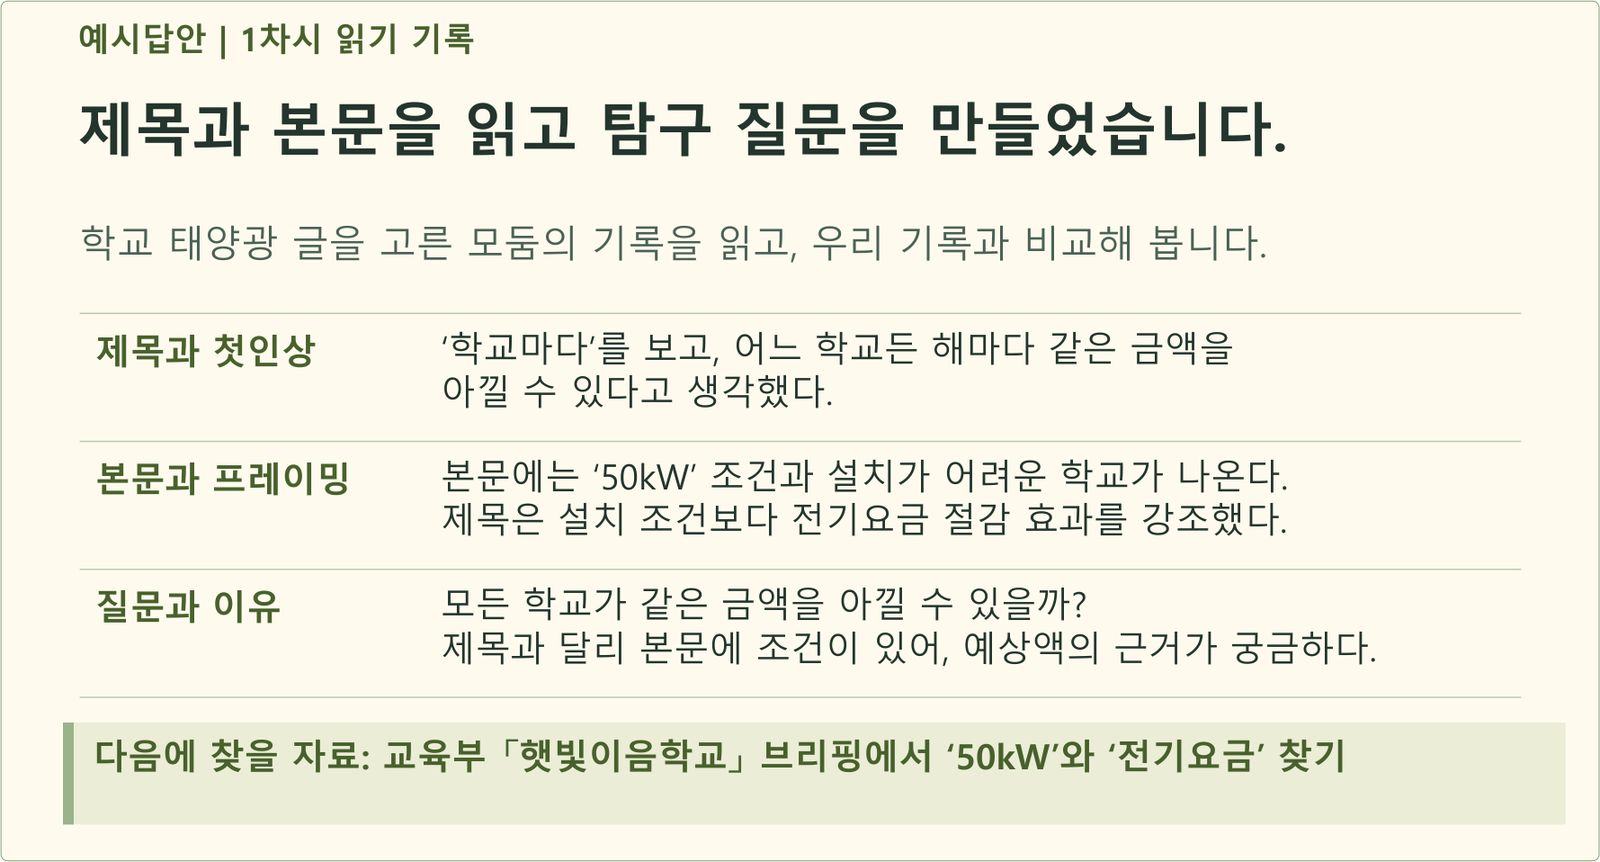 예시답안 | 1차시 읽기 기록
제목과 본문을 읽고 탐구 질문을 만들었습니다.
학교 태양광 글을 고른 모둠의 기록을 읽고, 우리 기록과 비교해 봅니다.
제목과 첫인상
‘학교마다’를 보고, 어느 학교든 해마다 같은 금액을
아낄 수 있다고 생각했다.
본문과 프레이밍
본문에는 ‘50kW’ 조건과 설치가 어려운 학교가 나온다.
제목은 설치 조건보다 전기요금 절감 효과를 강조했다.
질문과 이유
모든 학교가 같은 금액을 아낄 수 있을까?
제목과 달리 본문에 조건이 있어, 예상액의 근거가 궁금하다.
다음에 찾을 자료: 교육부 「햇빛이음학교」 브리핑에서 ‘50kW’와 ‘전기요금’ 찾기